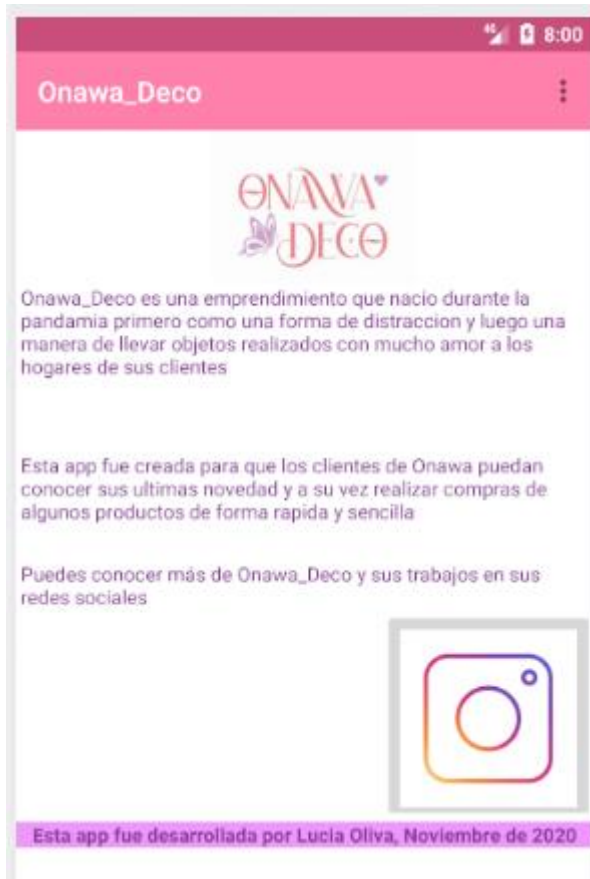 4G 8:00
Onawa_Deco
ONAWA
DECO
Onawa_Deco es una emprendimiento que nacio durante la
pandamia primero como una forma de distraccion y luego una
manera de llevar objetos realizados con mucho amor a los
hogares de sus clientes
Esta app fue creada para que los clientes de Onawa puedan
conocer sus ultimas novedad y a su vez realizar compras de
algunos productos de forma rapida y sencilla
Puedes conocer más de Onawa_Deco y sus trabajos en sus
redes sociales
Esta app fue desarrollada por Lucia Oliva, Noviembre de 2020